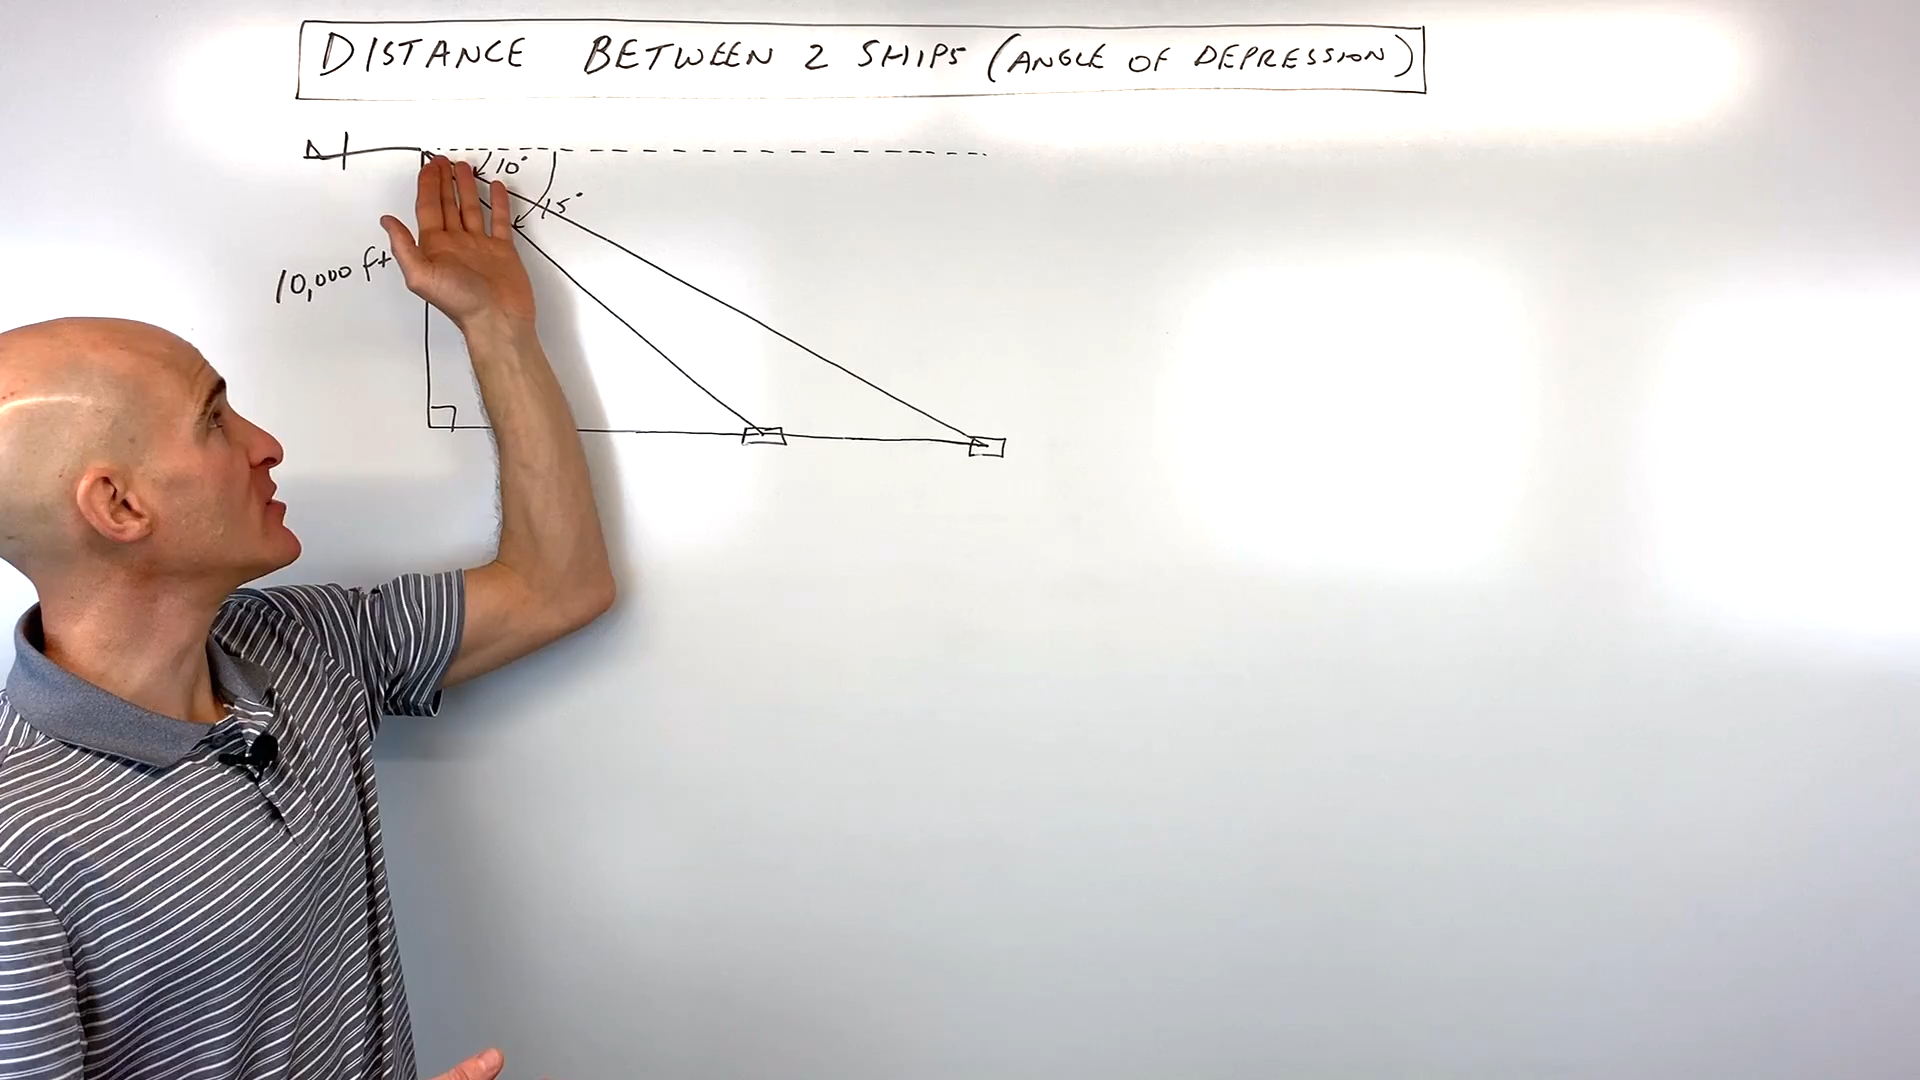 DISTANCE BETWEEN 2 SHIPS (ANGLE OF DEPRESSION)
10°
15°
10,000 ft